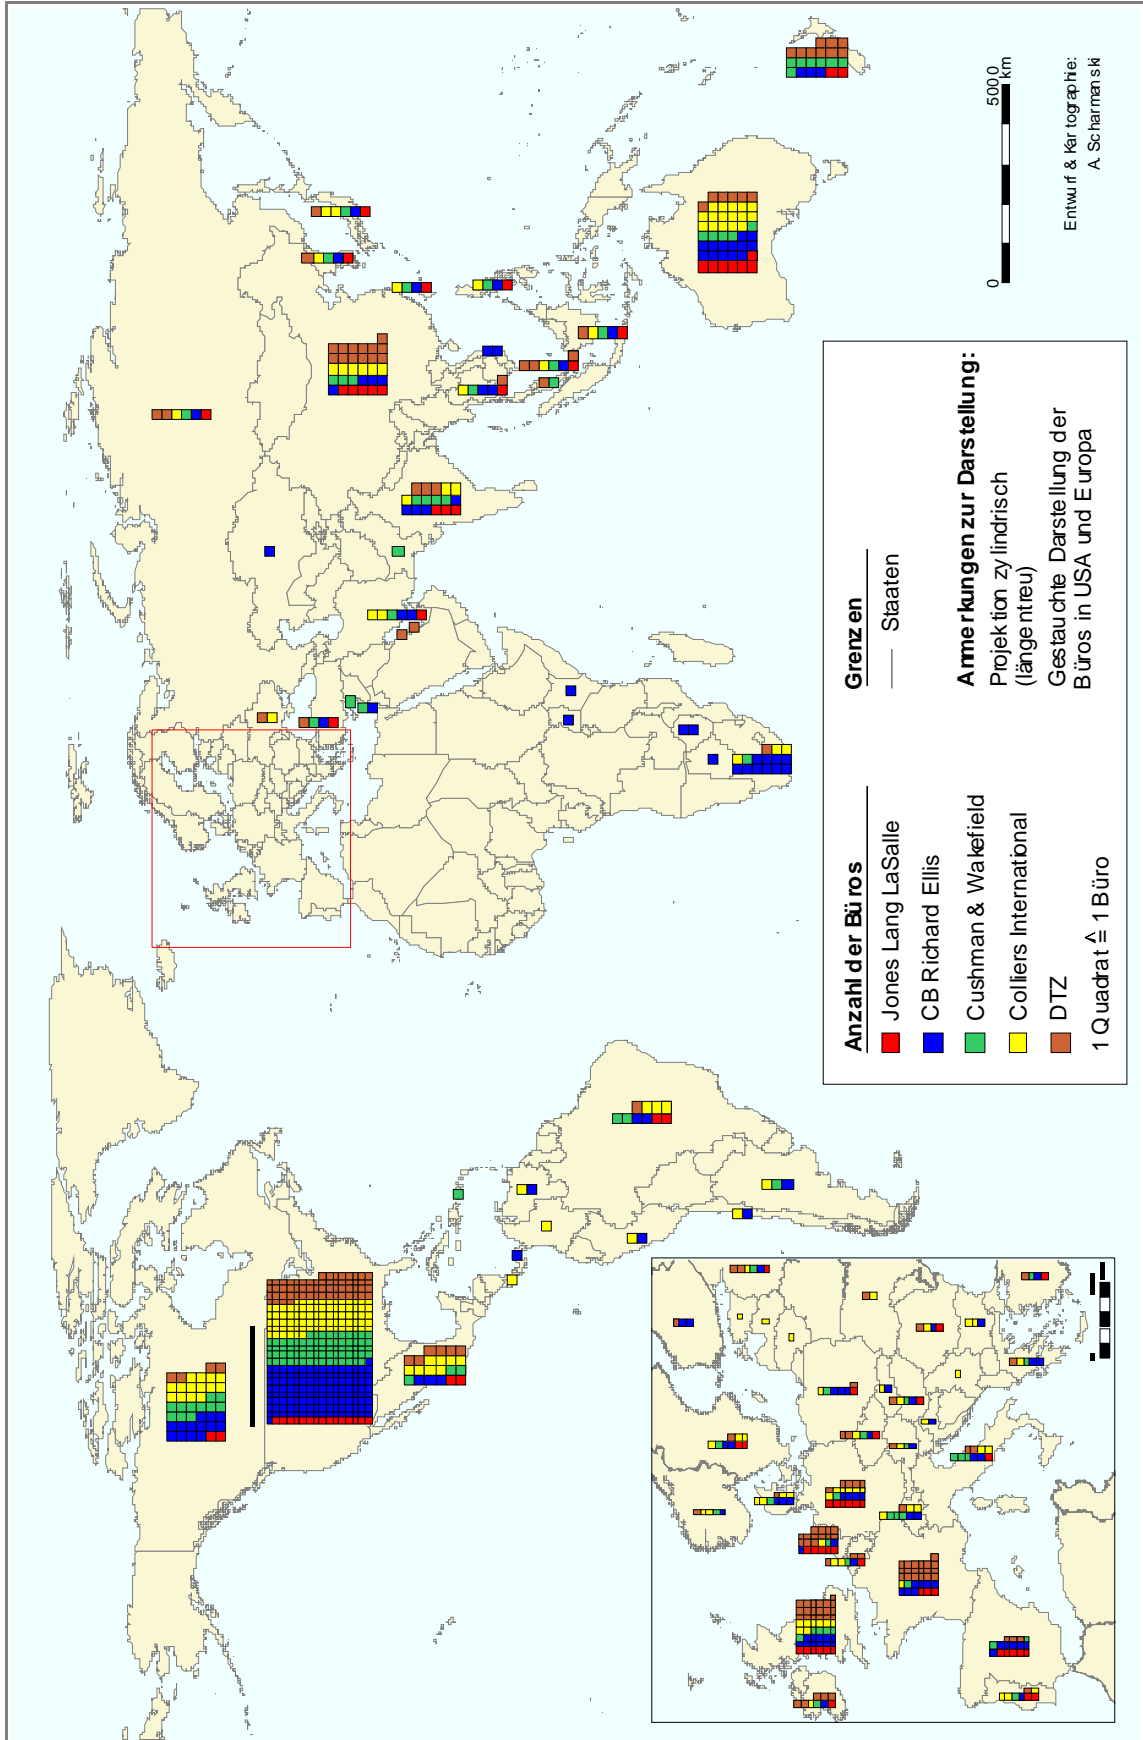 Anzahl der Büros
Jones Lang LaSalle
CB Richard Ellis
Cushman & Wakefield
Colliers International
DTZ
1 Quadrat ≙ 1 Büro
Grenzen
Staaten
Anmerkungen zur Darstellung:
Projektion zylindrisch
(längentreu)
Gestauchte Darstellung der
Büros in USA und Europa
0 5000
km
Entwurf & Kartographie:
A. Scharmanski